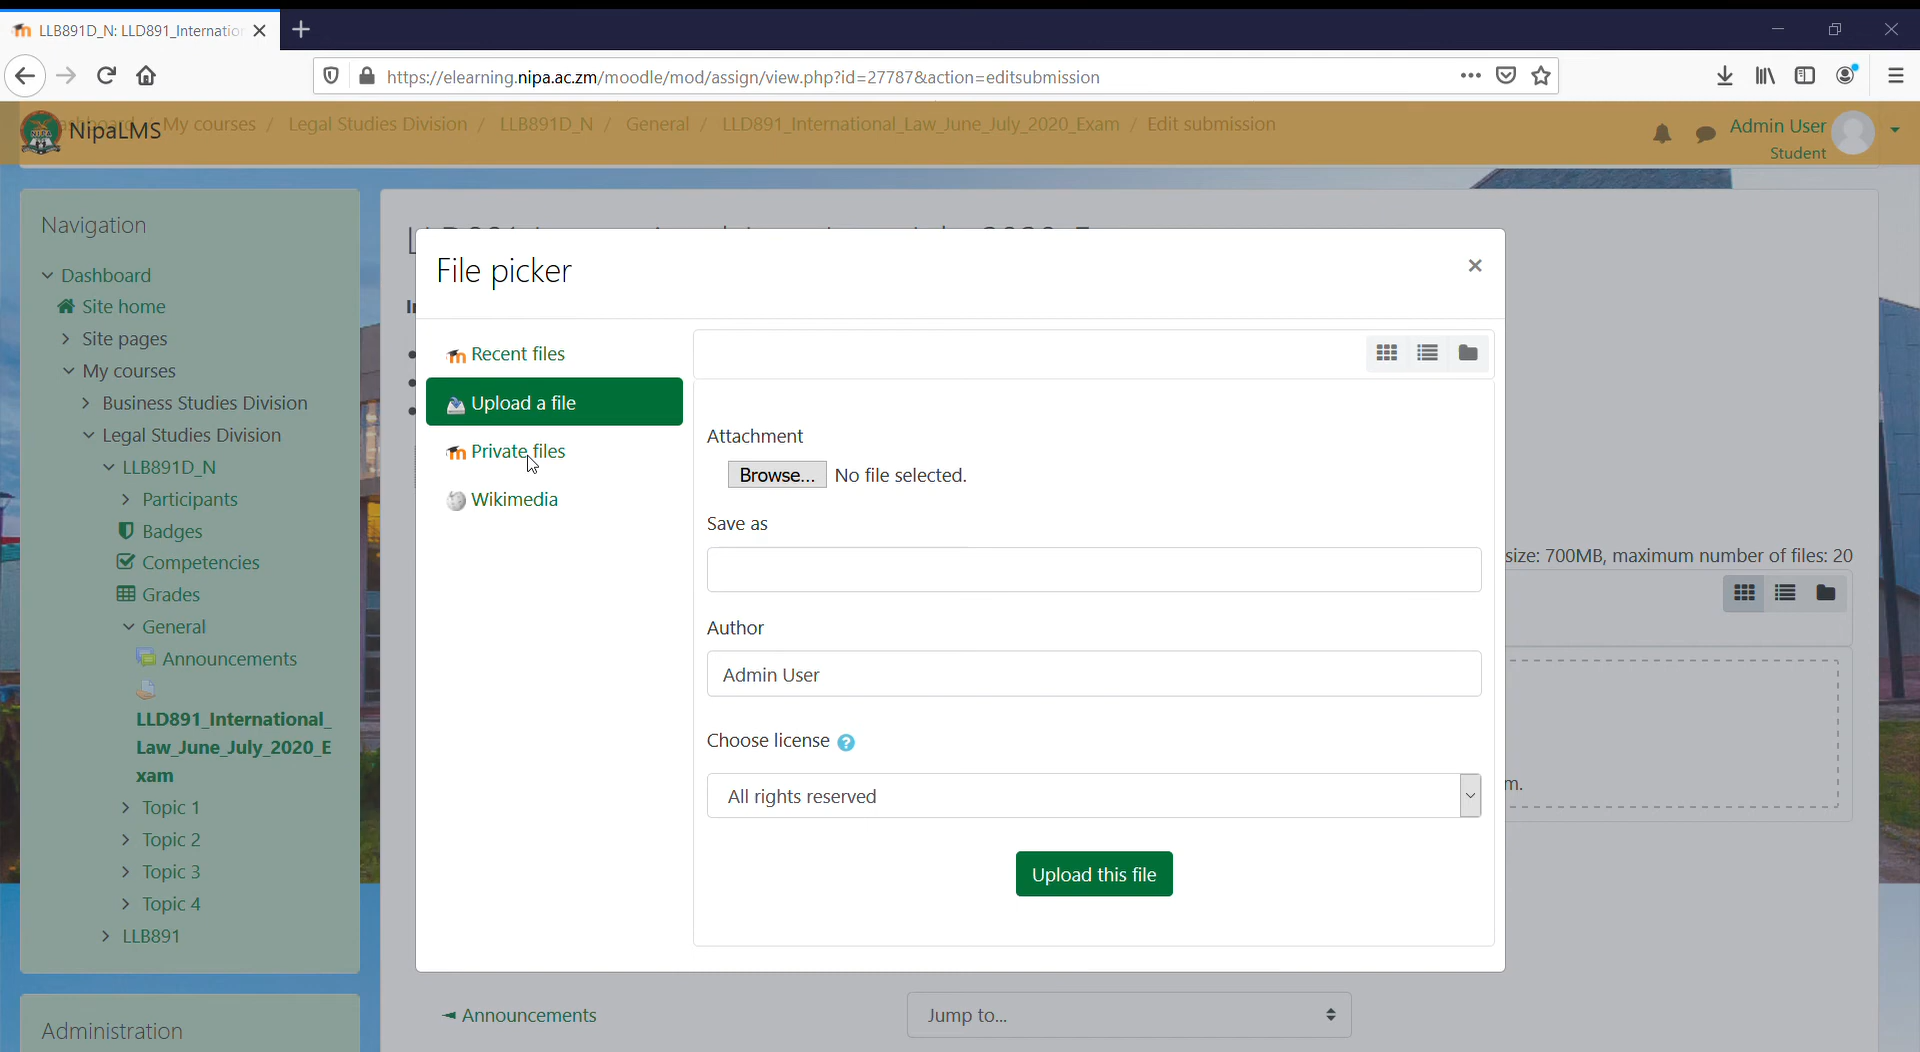 LLB891D_N: LLD891_Internatio
https://elearning.nipa.ac.zm/moodle/mod/assign/view.php?id=27787&action=editsubmission
NipaLMS
My courses / Legal Studies Division / LLB891D_N / General / LLD891_International_Law_June_July_2020_Exam / Edit submission
Admin User
Student
Navigation
Dashboard
Site home
Site pages
My courses
Business Studies Division
Legal Studies Division
LLB891D_N
Participants
Badges
Competencies
Grades
General
Announcements
LLD891_International_
Law_June_July_2020_E
xam
Topic 1
Topic 2
Topic 3
Topic 4
LLB891
Administration
File picker
Recent files
Upload a file
Private files
Wikimedia
Attachment
Browse... No file selected.
Save as
Author
Admin User
Choose license
All rights reserved
Upload this file
size: 700MB, maximum number of files: 20
m.
◄ Announcements
Jump to...